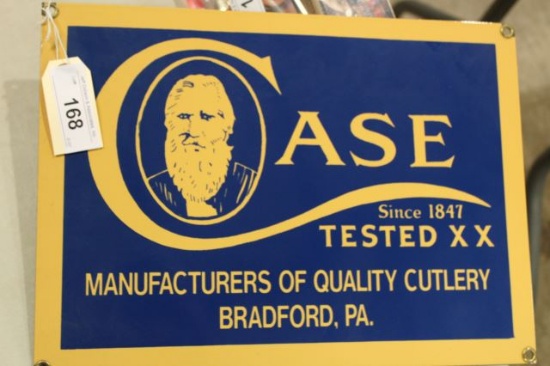 168
CASE
Since 1847
TESTED XX
MANUFACTURERS OF QUALITY CUTLERY
BRADFORD, PA.